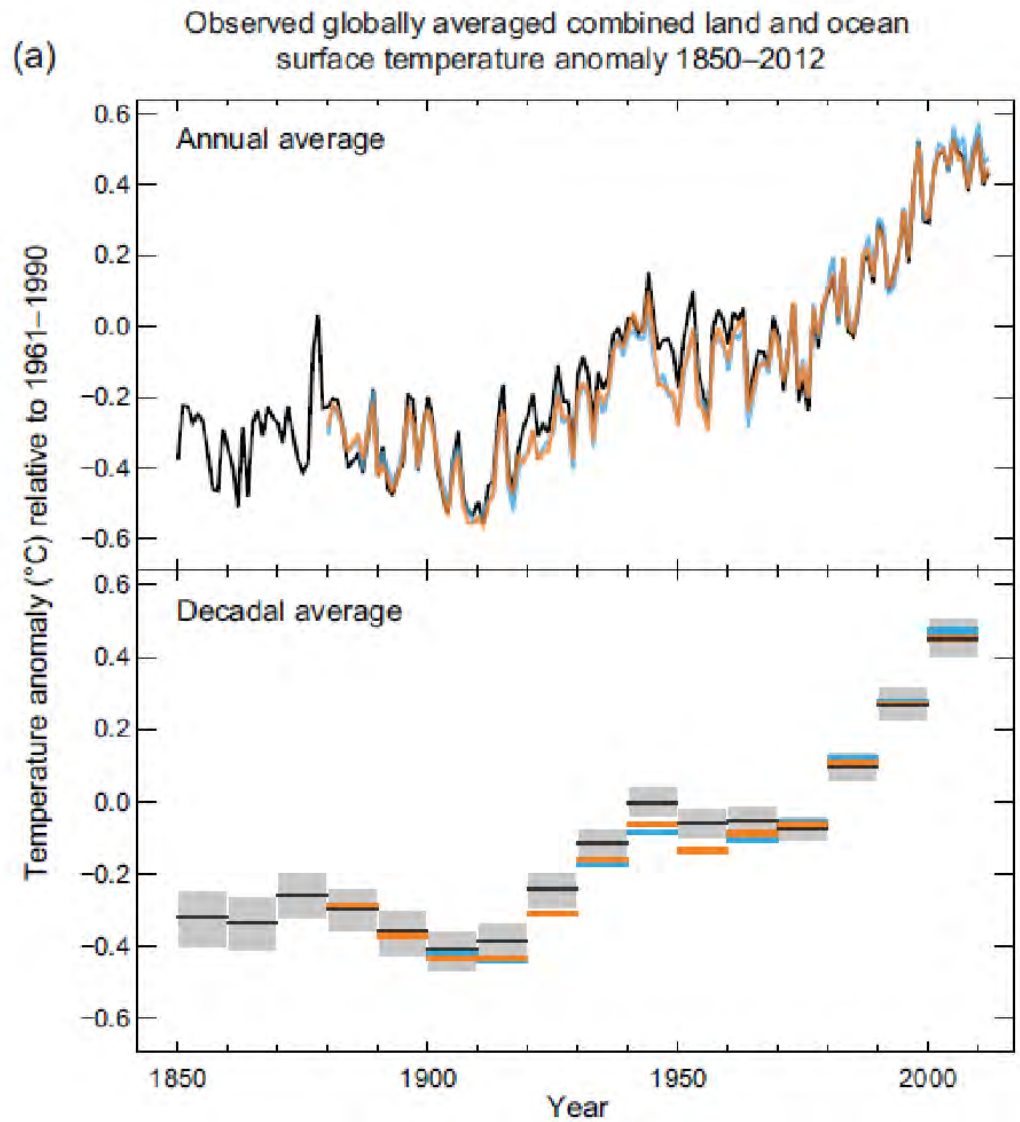 Observed globally averaged combined land and ocean
(a)
surface temperature anomaly 1850–2012
Temperature anomaly (°C) relative to 1961–1990
Annual average
0.6
0.4
0.2
0.0
−0.2
−0.4
−0.6
Decadal average
0.6
0.4
0.2
0.0
−0.2
−0.4
−0.6
1850 1900 1950 2000
Year